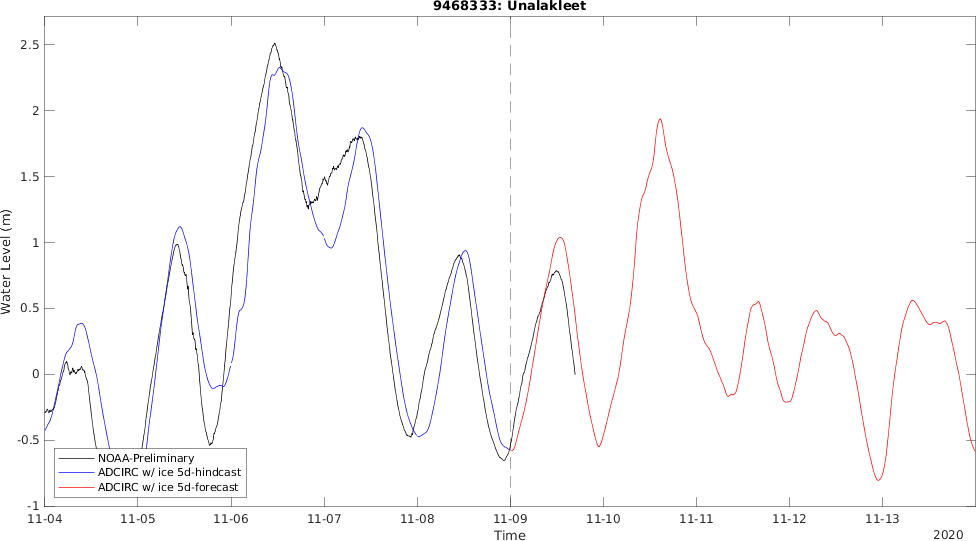 9468333: Unalakleet
Water Level (m)
2.5
2
1.5
1
0.5
0
-0.5
-1
NOAA-Preliminary
ADCIRC w/ ice 5d-hindcast
ADCIRC w/ ice 5d-forecast
11-04 11-05 11-06 11-07 11-08 11-09 11-10 11-11 11-12 11-13
Time
2020